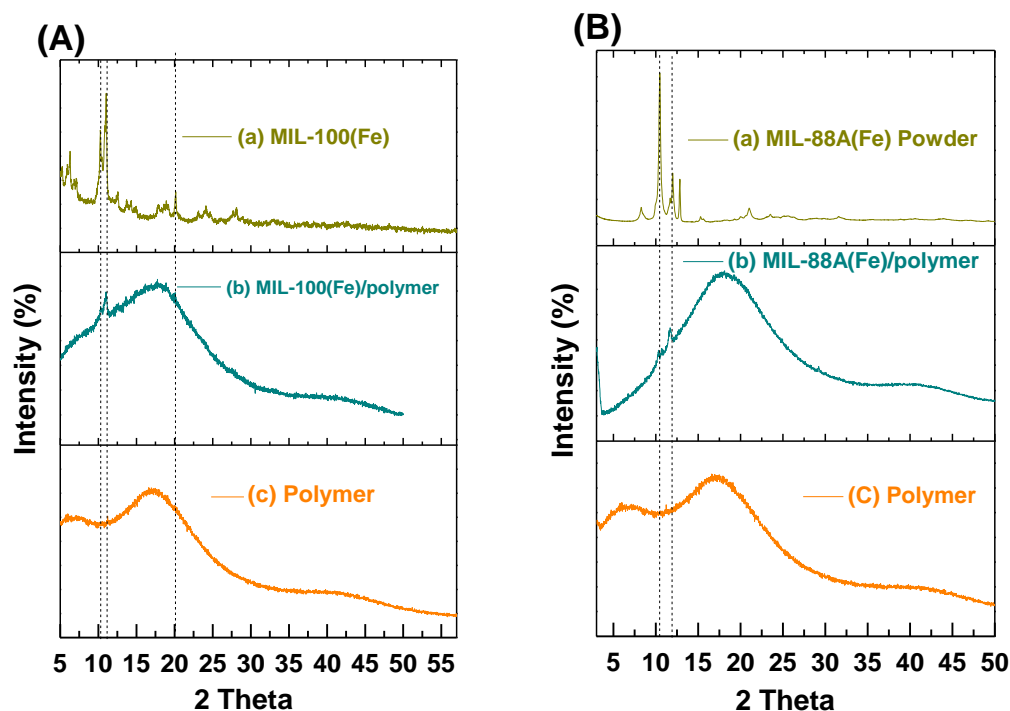 (A)
(a) MIL-100(Fe)
(b) MIL-100(Fe)/polymer
(c) Polymer
Intensity (%)
5 10 15 20 25 30 35 40 45 50 55
2 Theta
(B)
(a) MIL-88A(Fe) Powder
(b) MIL-88A(Fe)/polymer
(C) Polymer
Intensity (%)
5 10 15 20 25 30 35 40 45 50
2 Theta